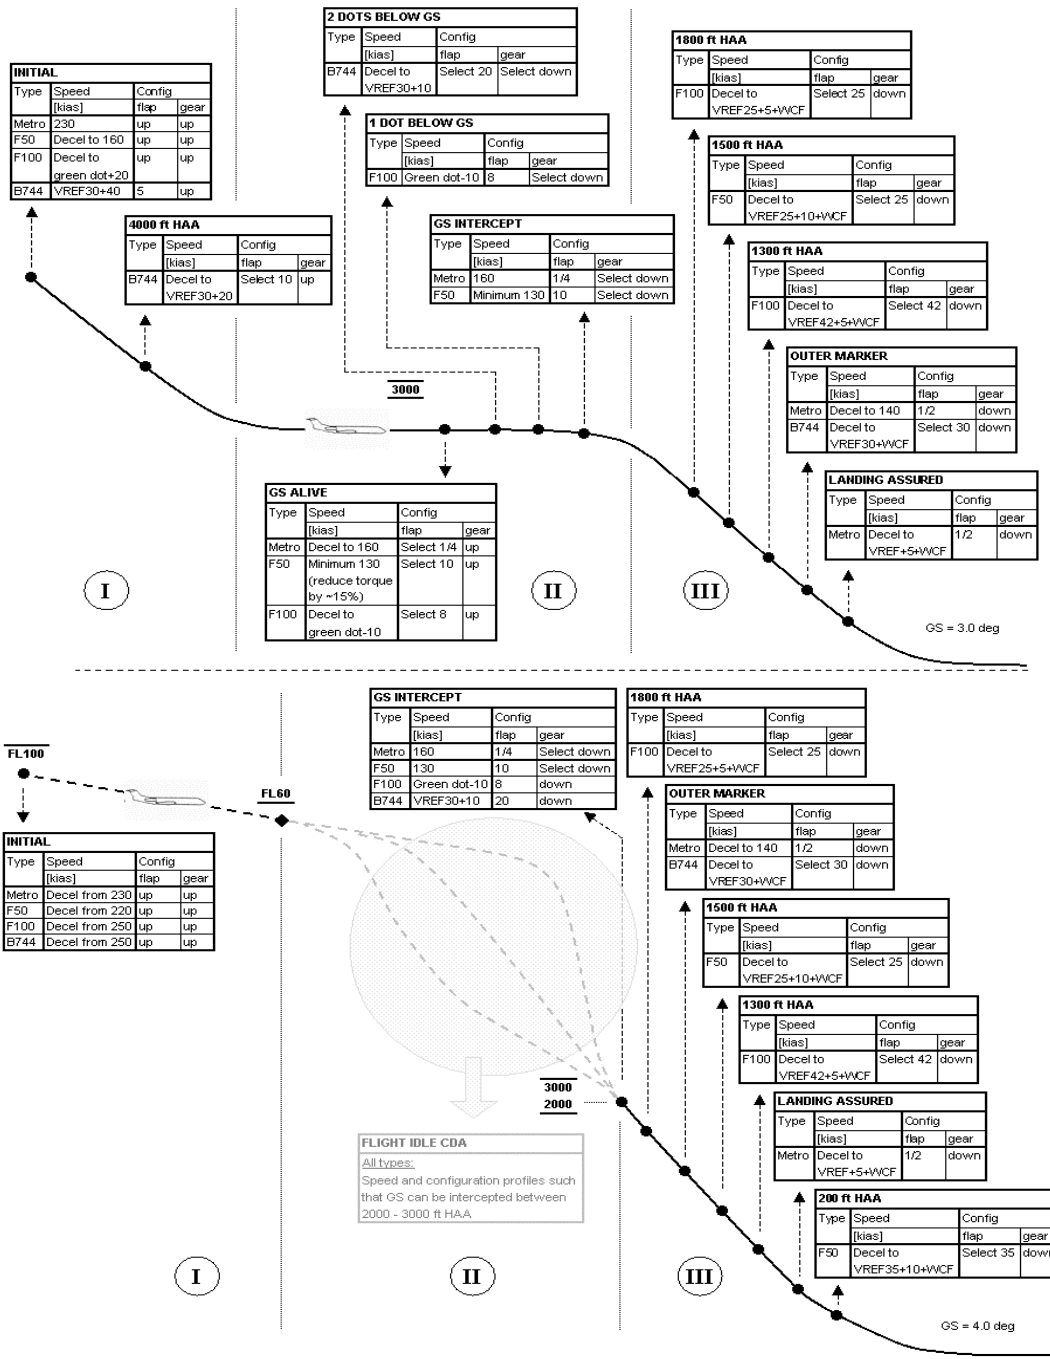 2 DOTS BELOW GS
Type Speed Config
[kias] flap gear
B744 Decel to Select 20 Select down
VREF30+10
1800 ft HAA
Type Speed Config
[kias] flap gear
F100 Decel to Select 25 down
VREF25+5+WCF
INITIAL
Type Speed Config
[kias] flap gear
Metro 230 up up
F50 Decel to 160 up up
F100 Decel to up up
green dot+20
B744 VREF30+40 5 up
1 DOT BELOW GS
Type Speed Config
[kias] flap gear
F100 Green dot-10 8 Select down
1500 ft HAA
Type Speed Config
[kias] flap gear
F50 Decel to Select 25 down
VREF25+10+WCF
4000 ft HAA
Type Speed Config
[kias] flap gear
B744 Decel to Select 10 up
VREF30+20
GS INTERCEPT
Type Speed Config
[kias] flap gear
Metro 160 1/4 Select down
F50 Minimum 130 10 Select down
1300 ft HAA
Type Speed Config
[kias] flap gear
F100 Decel to Select 42 down
VREF42+5+WCF
OUTER MARKER
Type Speed Config
[kias] flap gear
Metro Decel to 140 1/2 down
B744 Decel to Select 30 down
VREF30+WCF
3000
LANDING ASSURED
Type Speed Config
[kias] flap gear
Metro Decel to 1/2 down
VREF+5+WCF
GS ALIVE
Type Speed Config
[kias] flap gear
Metro Decel to 160 Select 1/4 up
F50 Minimum 130 Select 10 up
(reduce torque
by ~15%)
F100 Decel to Select 8 up
green dot-10
I
II
III
GS = 3.0 deg
GS INTERCEPT
Type Speed Config
[kias] flap gear
Metro 160 1/4 Select down
F50 130 10 Select down
F100 Green dot-10 8 down
B744 VREF30+10 20 down
1800 ft HAA
Type Speed Config
[kias] flap gear
F100 Decel to Select 25 down
VREF25+5+WCF
FL100
FL60
INITIAL
Type Speed Config
[kias] flap gear
Metro Decel from 230 up up
F50 Decel from 220 up up
F100 Decel from 250 up up
B744 Decel from 250 up up
OUTER MARKER
Type Speed Config
[kias] flap gear
Metro Decel to 140 1/2 down
B744 Decel to Select 30 down
VREF30+WCF
1500 ft HAA
Type Speed Config
[kias] flap gear
F50 Decel to Select 25 down
VREF25+10+WCF
1300 ft HAA
Type Speed Config
[kias] flap gear
F100 Decel to Select 42 down
VREF42+5+WCF
3000
2000
LANDING ASSURED
Type Speed Config
[kias] flap gear
Metro Decel to 1/2 down
VREF+5+WCF
FLIGHT IDLE CDA
All types:
Speed and configuration profiles such
that GS can be intercepted between
2000 - 3000 ft HAA
200 ft HAA
Type Speed Config
[kias] flap gear
F50 Decel to Select 35 down
VREF35+10+WCF
I
II
III
GS = 4.0 deg